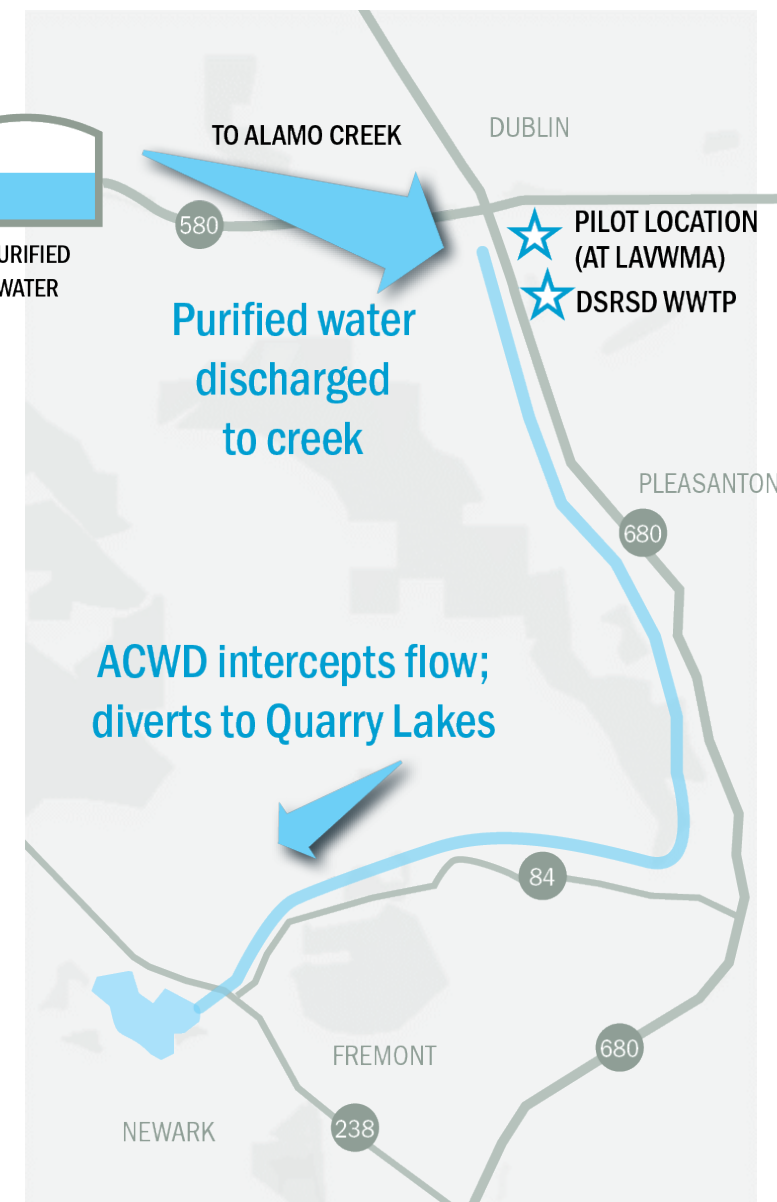 TO ALAMO CREEK
DUBLIN
580
PILOT LOCATION
(AT LAVWMA)
DSRSD WWTP
URIFIED
WATER
Purified water
discharged
to creek
PLEASANTON
680
ACWD intercepts flow;
diverts to Quarry Lakes
84
FREMONT
680
NEWARK
238